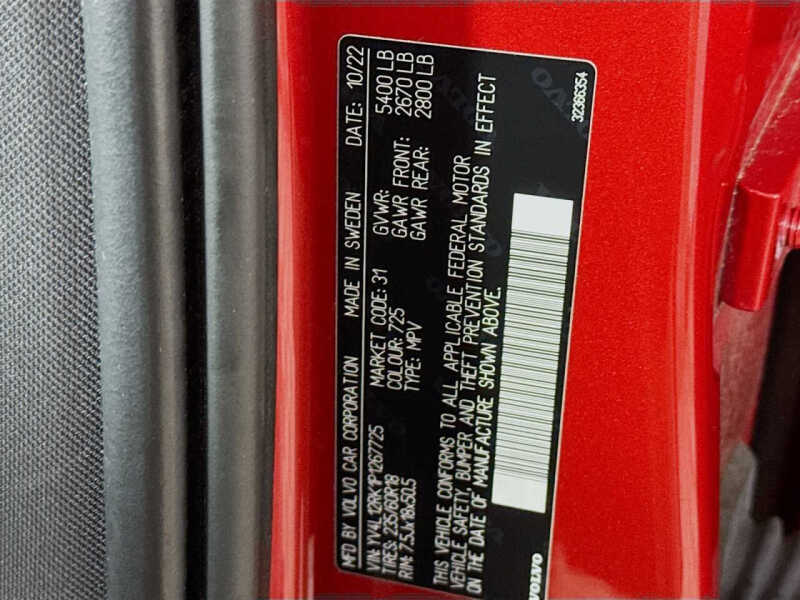 MFD BY VOLVO CAR CORPORATION MADE IN SWEDEN DATE: 10/22
VIN: YV4L12RK1P1267725 MARKET CODE: 31 GVWR: 5400 LB
TIRES: 235/60R18 COLOUR: 725 GAWR FRONT: 2670 LB
RIM: 7.5Jx18x50.5 TYPE: MPV GAWR REAR: 2800 LB
THIS VEHICLE CONFORMS TO ALL APPLICABLE FEDERAL MOTOR
VEHICLE SAFETY, BUMPER AND THEFT PREVENTION STANDARDS IN EFFECT
ON THE DATE OF MANUFACTURE SHOWN ABOVE.
VOLVO
32366354